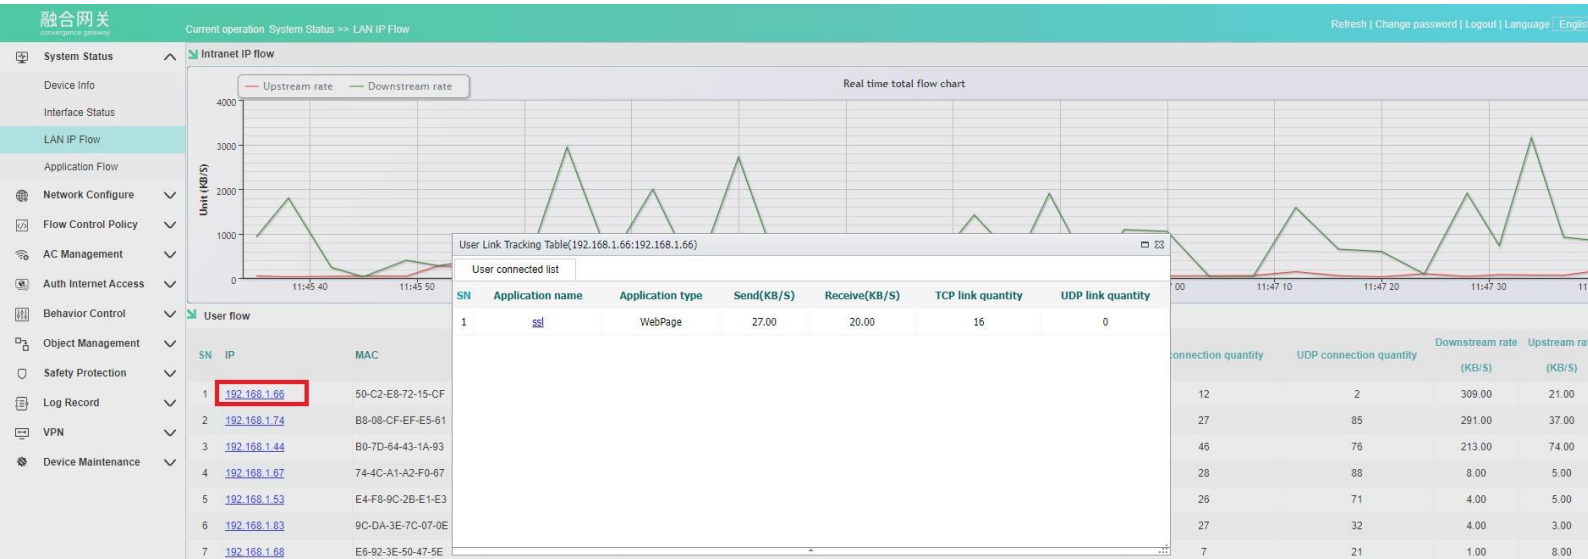 融合网关
convergence gateway
Current operation System Status >> LAN IP Flow
Refresh | Change password | Logout | Language
System Status
Device Info
Interface Status
LAN IP Flow
Application Flow
Network Configure
Flow Control Policy
AC Management
Auth Internet Access
Behavior Control
Object Management
Safety Protection
Log Record
VPN
Device Maintenance
Intranet IP flow
Upstream rate Downstream rate
Real time total flow chart
Unit (KB/S)
4000
3000
2000
1000
0
11:45 40 11:45 50 11:47 10 11:47 20 11:47 30
User Link Tracking Table(192.168.1.66:192.168.1.66)
User connected list
SN Application name Application type Send(KB/S) Receive(KB/S) TCP link quantity UDP link quantity
1 ssl WebPage 27.00 20.00 16 0
User flow
SN IP MAC connection quantity UDP connection quantity Downstream rate (KB/S) Upstream (KB/S)
1 192.168.1.66 50-C2-E8-72-15-CF 12 2 309.00 21.00
2 192.168.1.74 B8-08-CF-EF-E5-61 27 85 291.00 37.00
3 192.168.1.44 B0-7D-64-43-1A-93 46 76 213.00 74.00
4 192.168.1.67 74-4C-A1-A2-F0-67 28 88 8.00 5.00
5 192.168.1.53 E4-F8-9C-2B-E1-E3 26 71 4.00 5.00
6 192.168.1.83 9C-DA-3E-7C-07-0E 27 32 4.00 3.00
7 192.168.1.68 E6-92-3E-50-47-5E 7 21 1.00 8.00